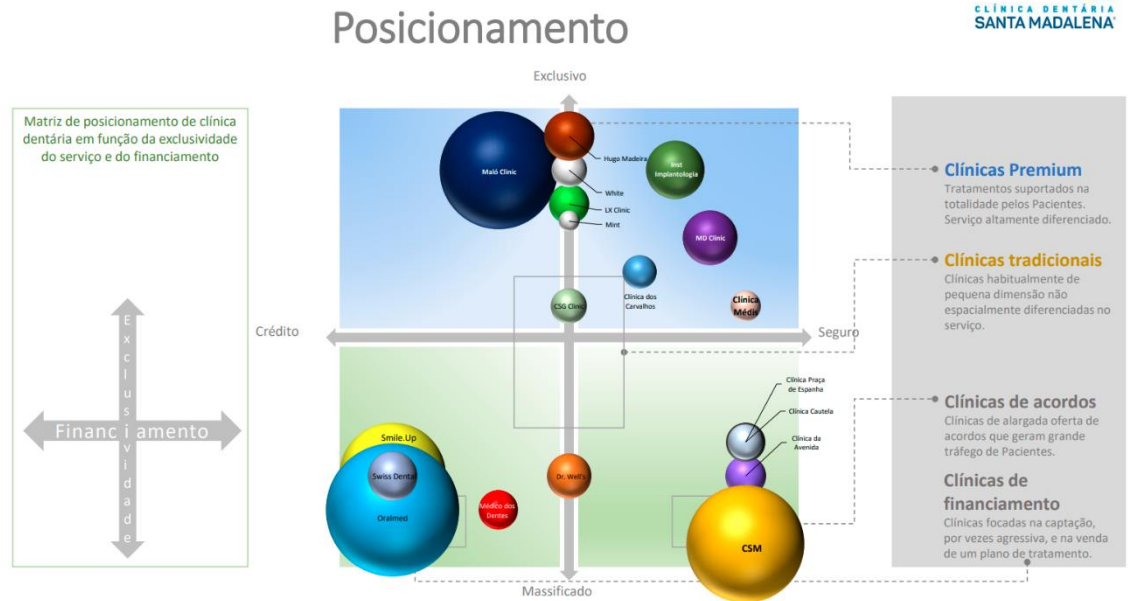 Posicionamento
CLÍNICA DENTÁRIA
SANTA MADALENA
Matriz de posicionamento de clínica
dentária em função da exclusividade
do serviço e do financiamento
Exclusividade
Financiamento
Exclusivo
Crédito
Seguro
Massificado
Maló Clinic
Hugo Madeira
White
LX Clinic
Mint
Inst
Implantologia
MD Clinic
Clínica dos
Carvalhos
CSG Clinic
Clínica
Médis
Smile.Up
Swiss Dental
Oralmed
Médico dos
Dentes
Dr. Well's
Clínica Praça
de Espanha
Clínica Cautela
Clínica da
Avenida
CSM
Clínicas Premium
Tratamentos suportados na
totalidade pelos Pacientes.
Serviço altamente diferenciado.
Clínicas tradicionais
Clínicas habitualmente de
pequena dimensão não
espacialmente diferenciadas no
serviço.
Clínicas de acordos
Clínicas de alargada oferta de
acordos que geram grande
tráfego de Pacientes.
Clínicas de
financiamento
Clínicas focadas na captação,
por vezes agressiva, e na venda
de um plano de tratamento.